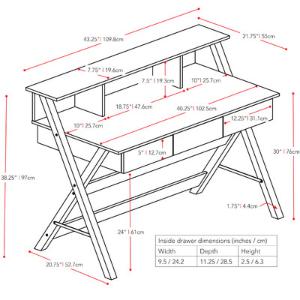 43.25"|109.8cm
21.75"|55cm
7.75"|19.6cm
7.5"|19.3cm
10"|25.7cm
18.75"|47.6cm
40.25"|102.5cm
10"|25.7cm
12.25"|31.1cm
5"|12.7cm
38.25"|97cm
30"|76cm
1.75"|4.4cm
24"|61cm
20.75"|52.7cm
Inside drawer dimensions (inches / cm)
Width Depth Height
9.5 / 24.2 11.25 / 28.5 2.5 / 6.3